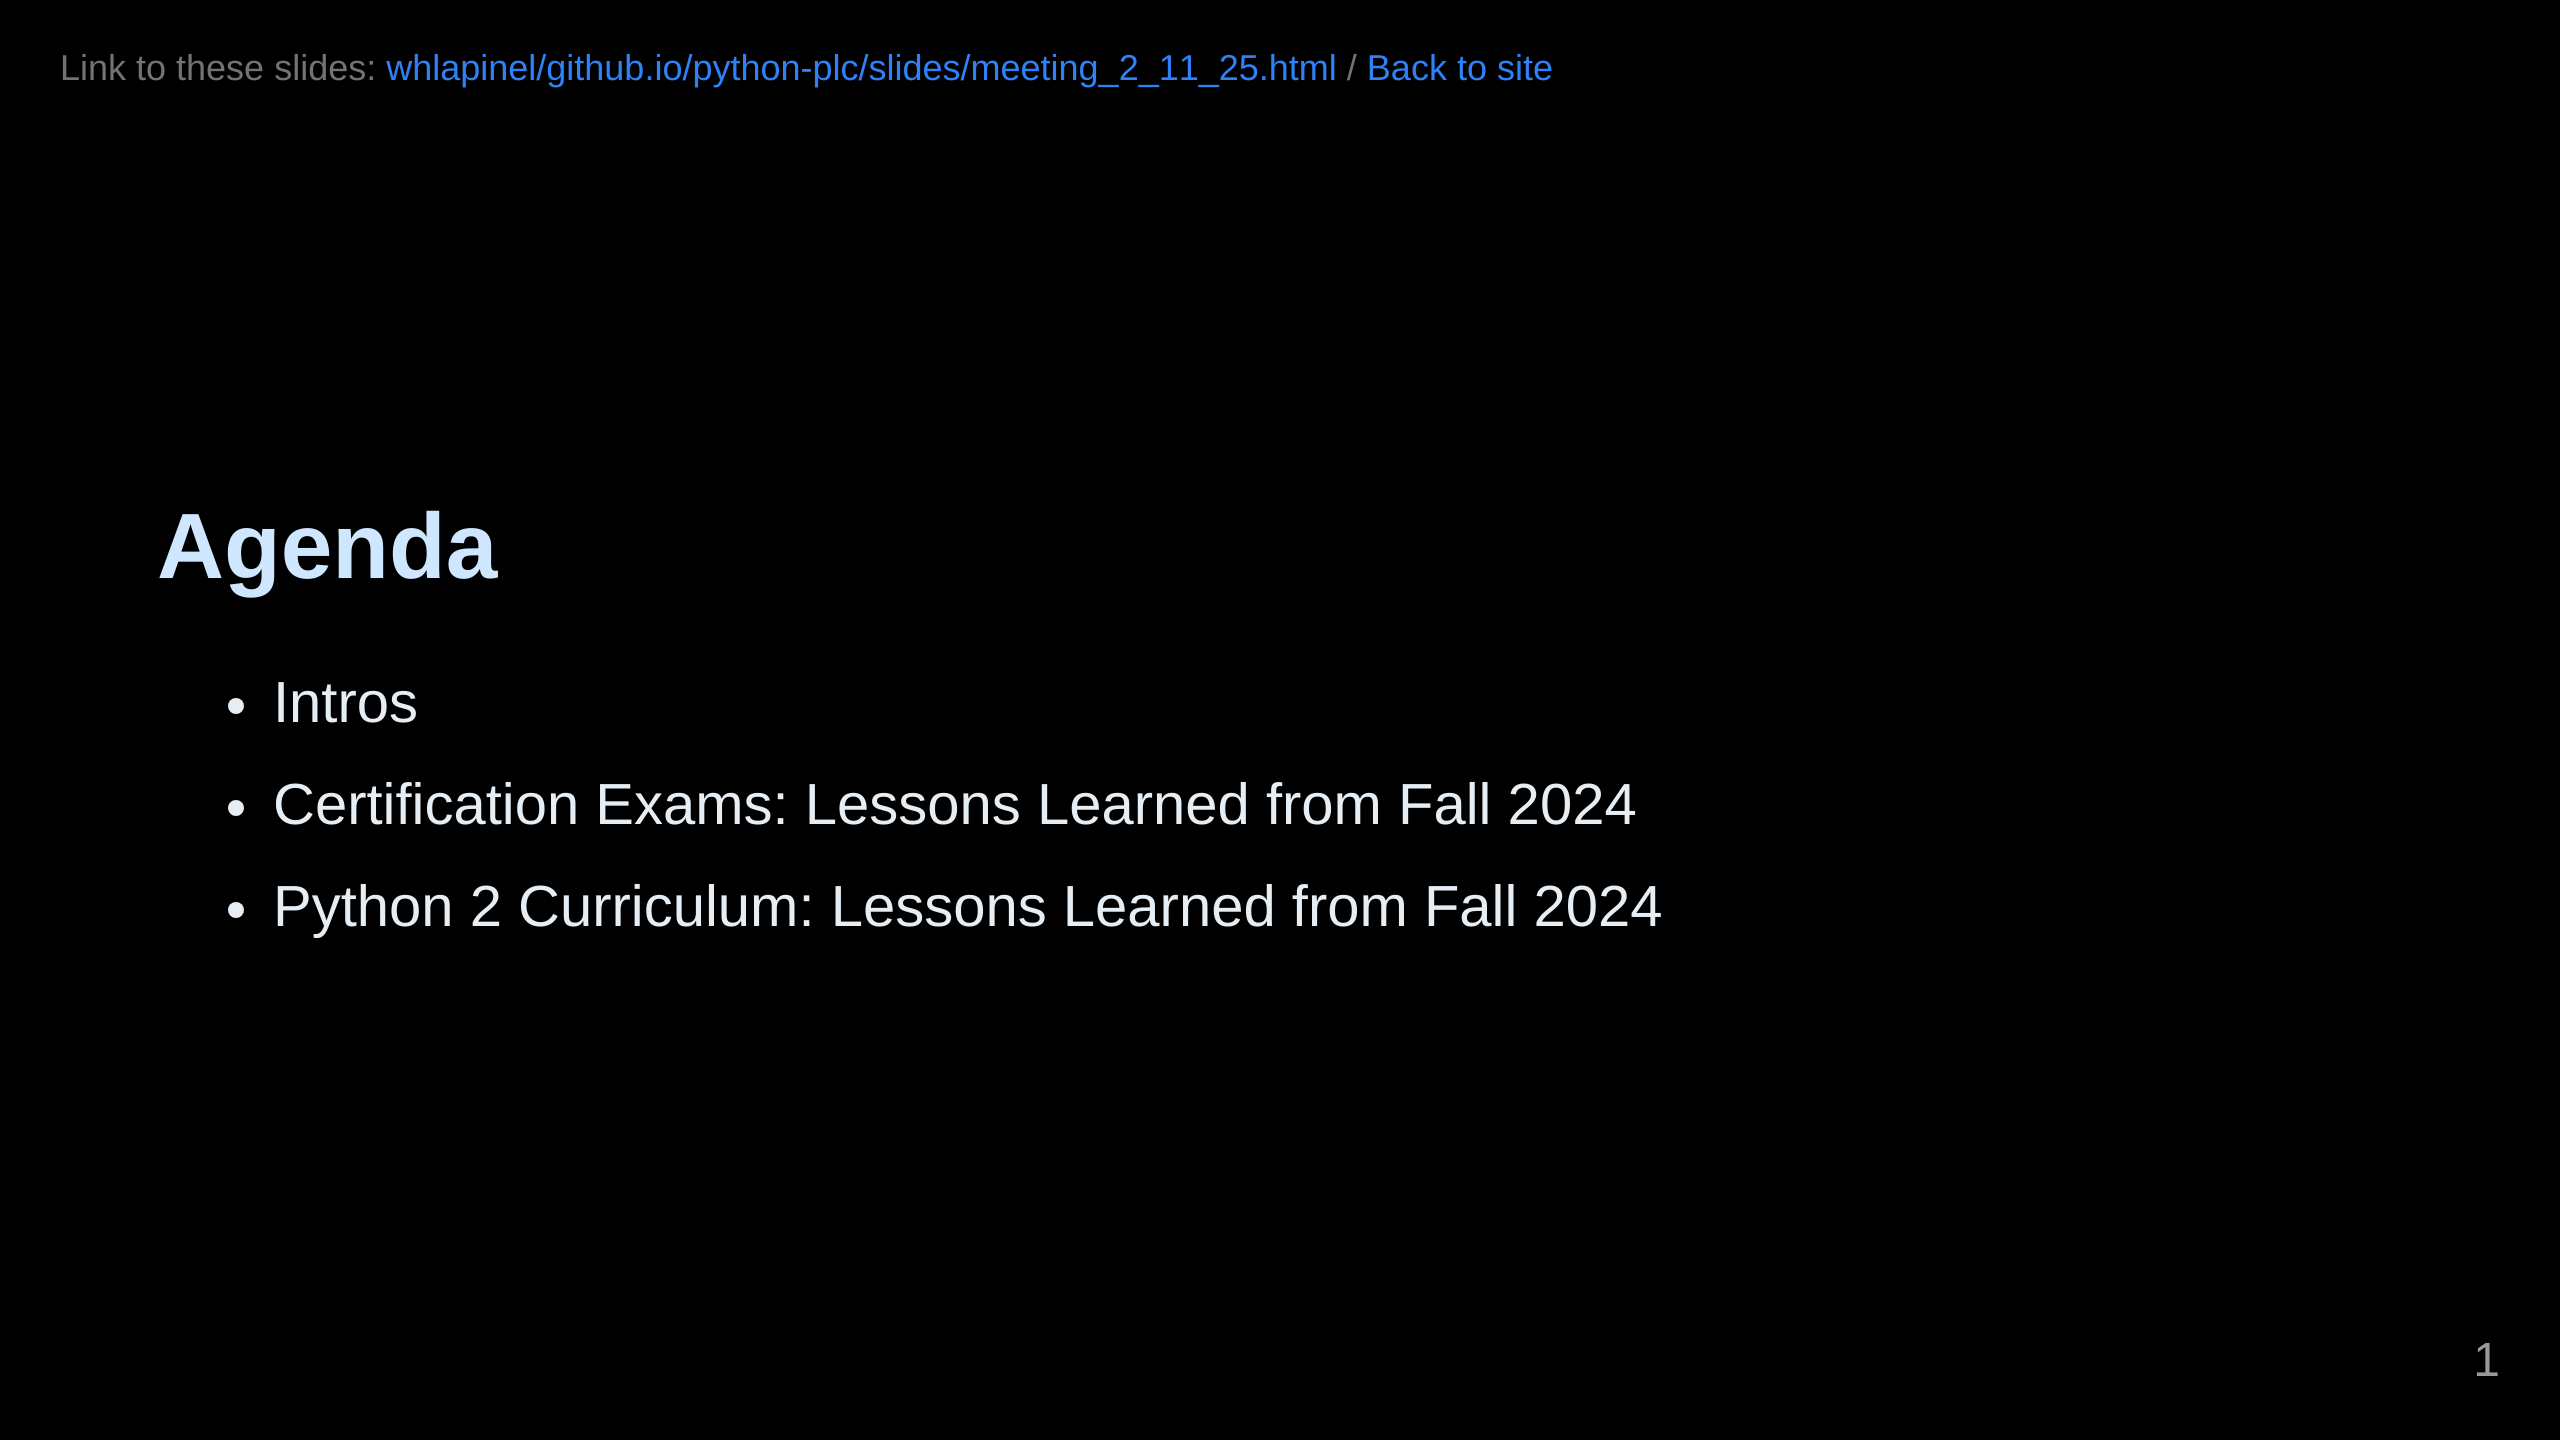 Link to these slides: whlapinel/github.io/python-plc/slides/meeting_2_11_25.html / Back to site
Agenda
• Intros
• Certification Exams: Lessons Learned from Fall 2024
• Python 2 Curriculum: Lessons Learned from Fall 2024
1